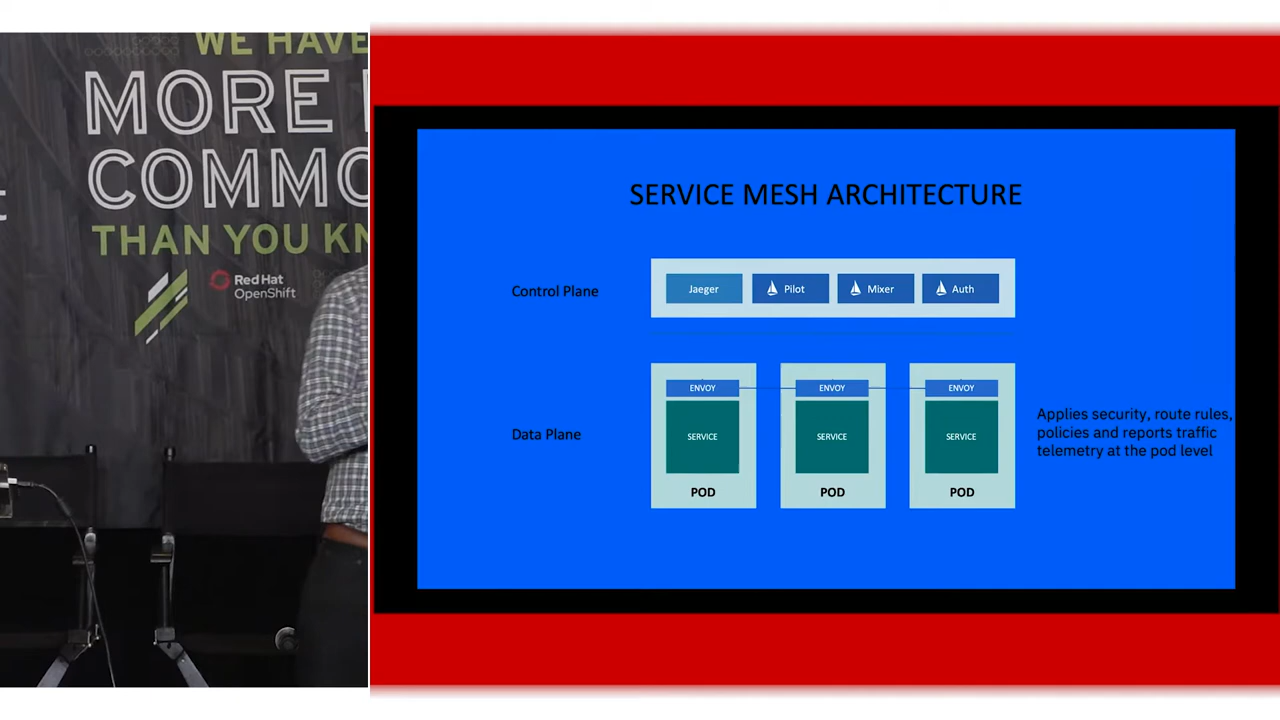 WE HAVE
MORE
COMMO
THAN YOU KN
Red Hat
OpenShift
SERVICE MESH ARCHITECTURE
Control Plane
Jaeger
Pilot
Mixer
Auth
Data Plane
ENVOY
SERVICE
POD
ENVOY
SERVICE
POD
ENVOY
SERVICE
POD
Applies security, route rules,
policies and reports traffic
telemetry at the pod level